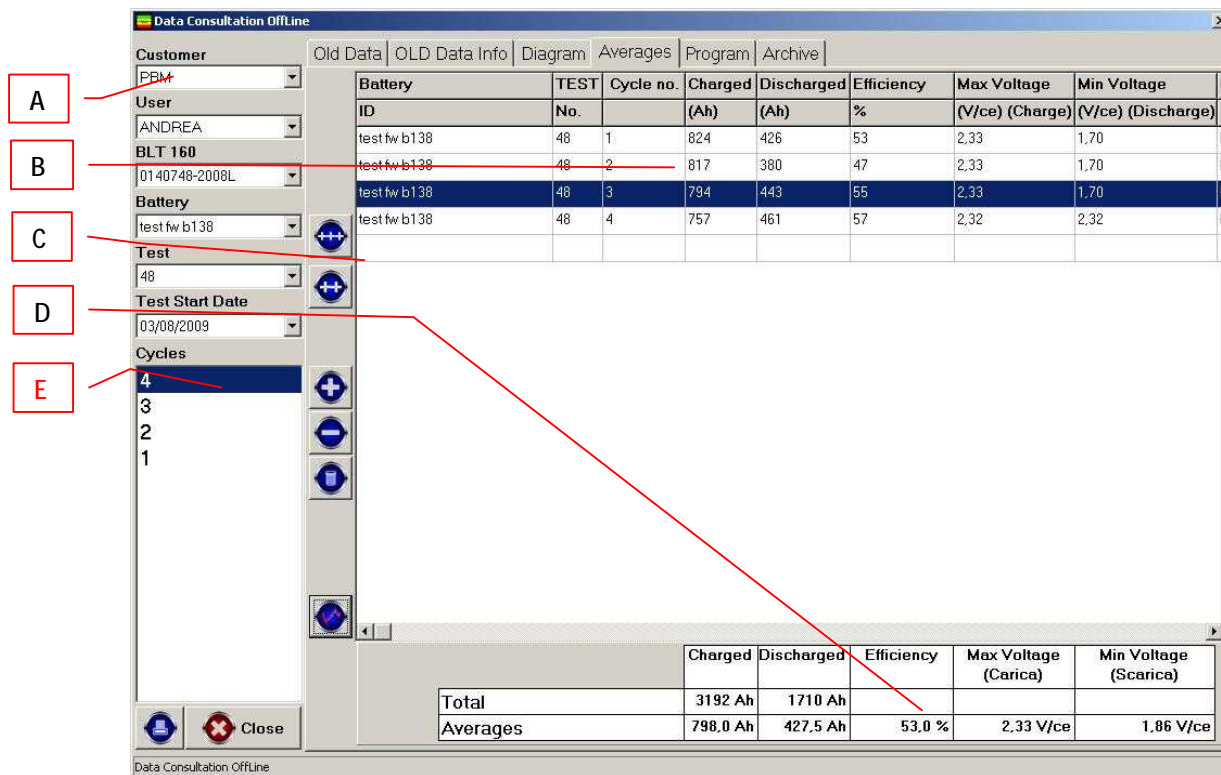 Data Consultation OffLine
Customer
PBM
User
ANDREA
BLT 160
0140748-2008L
Battery
test fw b138
Test
48
Test Start Date
03/08/2009
Cycles
4
3
2
1
Close
Old Data OLD Data Info Diagram Averages Program Archive
Battery TEST Cycle no. Charged Discharged Efficiency Max Voltage Min Voltage
ID No. (Ah) (Ah) % (V/ce) (Charge) (V/ce) (Discharge)
test fw b138 48 1 824 426 53 2,33 1,70
test fw b138 48 2 817 380 47 2,33 1,70
test fw b138 48 3 794 443 55 2,33 1,70
test fw b138 48 4 757 461 57 2,32 2,32
Charged Discharged Efficiency Max Voltage Min Voltage
(Carica) (Scarica)
Total 3192 Ah 1710 Ah
Averages 798,0 Ah 427,5 Ah 53,0 % 2,33 V/ce 1,86 V/ce
Data Consultation OffLine
A
B
C
D
E